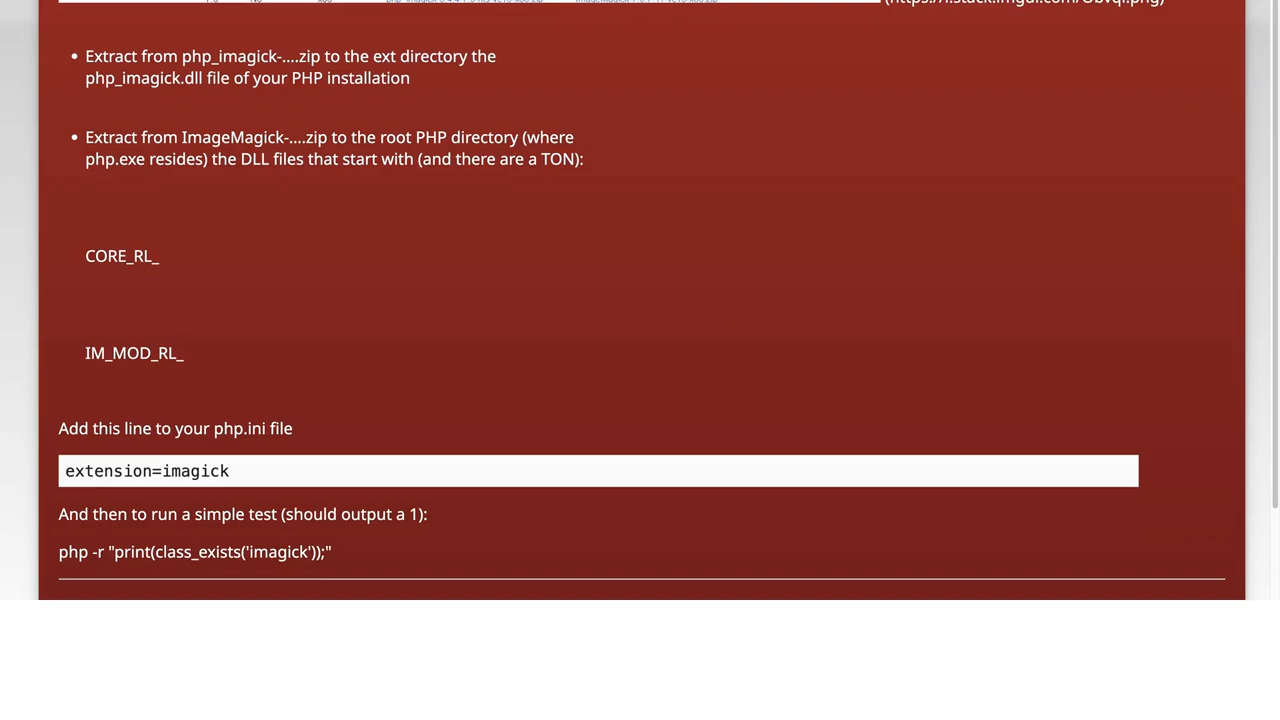 • Extract from php_imagick-....zip to the ext directory the
php_imagick.dll file of your PHP installation
• Extract from ImageMagick-....zip to the root PHP directory (where
php.exe resides) the DLL files that start with (and there are a TON):
CORE_RL_
IM_MOD_RL_
Add this line to your php.ini file
extension=imagick
And then to run a simple test (should output a 1):
php -r "print(class_exists('imagick'));"